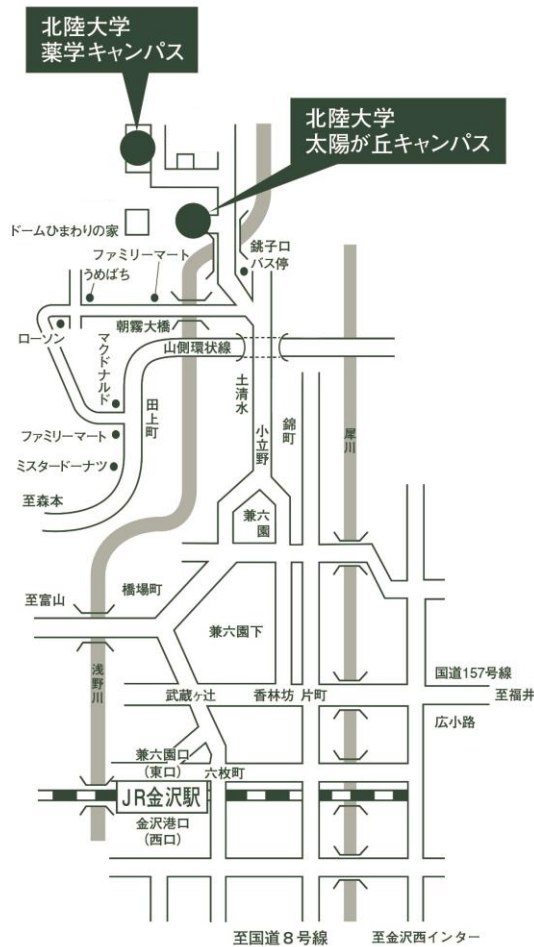 北陸大学
薬学キャンパス
北陸大学
太陽が丘キャンパス
ドームひまわりの家
ファミリーマート
うめばち
銚子口
バス停
ローソン
朝霧大橋
山側環状線
マクドナルド
田上町
土清水
小立野
錦町
犀川
ファミリーマート
ミスタードーナツ
至森本
兼六
園
橋場町
至富山
兼六園下
浅野川
武蔵ヶ辻
香林坊
片町
国道157号線
至福井
広小路
兼六園口
(東口)
六枚町
JR金沢駅
金沢港口
(西口)
至国道8号線
至金沢西インター